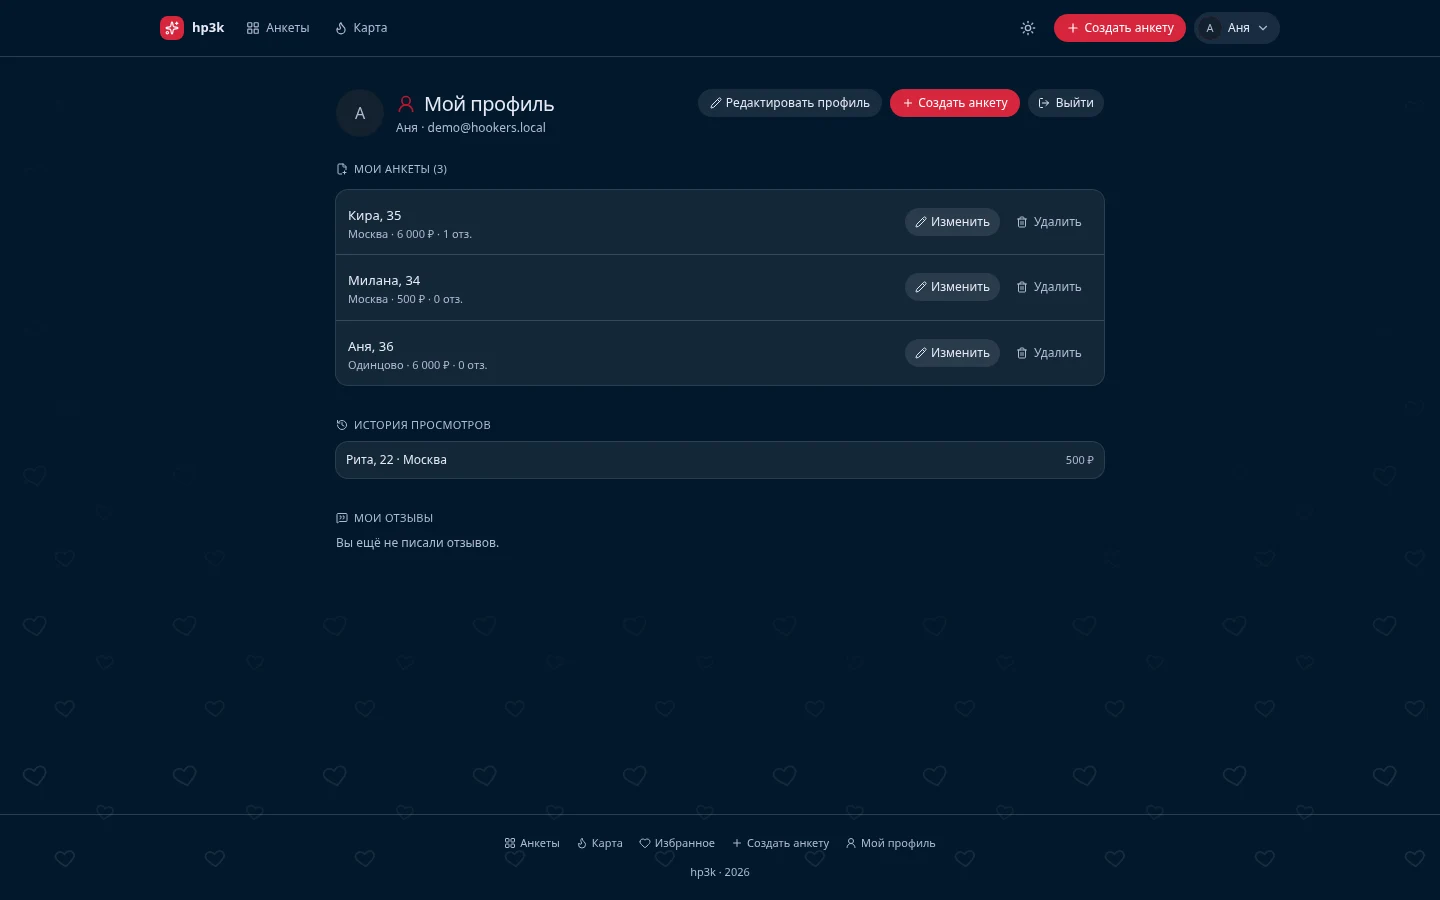 hp3k
Анкеты
Карта
Создать анкету
А
Аня
А
Мой профиль
Аня · demo@hookers.local
Редактировать профиль
Создать анкету
Выйти
МОИ АНКЕТЫ (3)
Кира, 35
Москва · 6 000 ₽ · 1 отз.
Изменить
Удалить
Милана, 34
Москва · 500 ₽ · 0 отз.
Изменить
Удалить
Аня, 36
Одинцово · 6 000 ₽ · 0 отз.
Изменить
Удалить
ИСТОРИЯ ПРОСМОТРОВ
Рита, 22 · Москва
500 ₽
МОИ ОТЗЫВЫ
Вы ещё не писали отзывов.
Анкеты
Карта
Избранное
Создать анкету
Мой профиль
hp3k · 2026